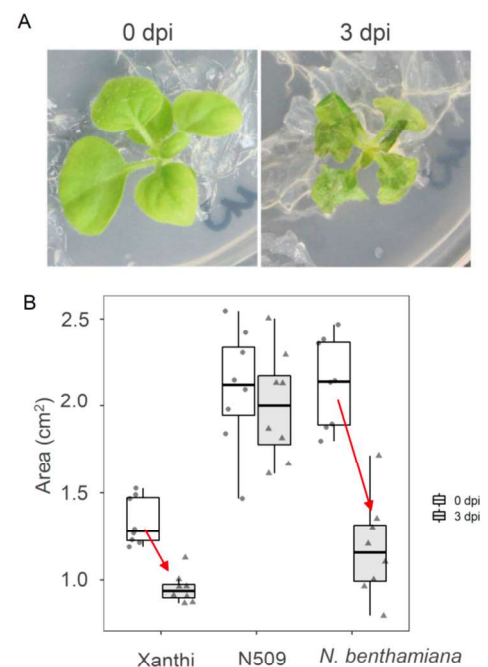 A
0 dpi
3 dpi
B
2.5
2.0
1.5
1.0
Area (cm²)
0 dpi
3 dpi
Xanthi
N509
N. benthamiana